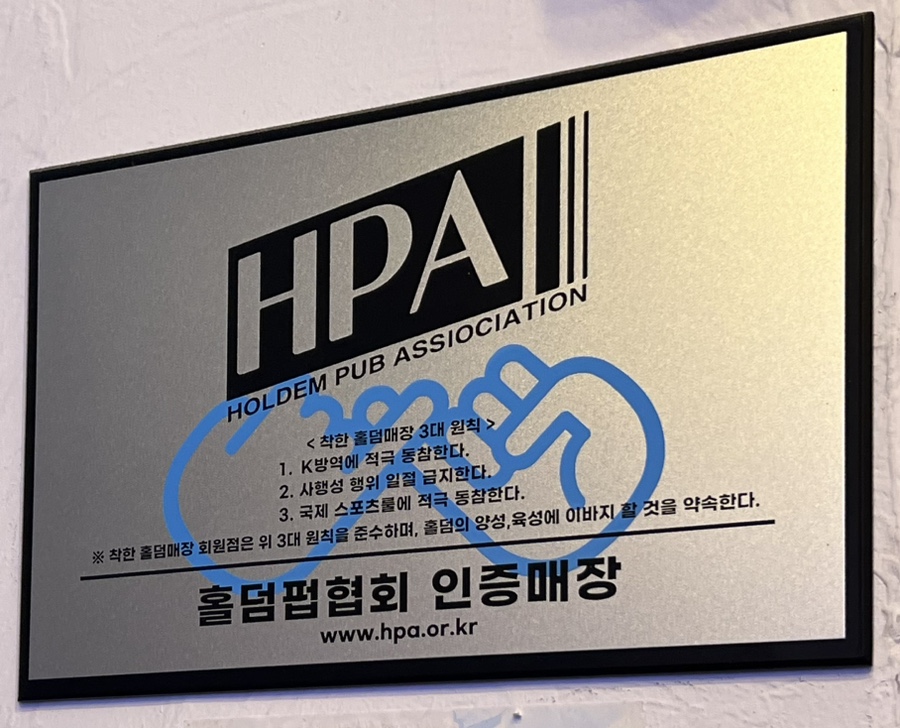 HPA
HOLDEM PUB ASSIOCIATION
< 착한 홀덤매장 3대 원칙 >
1. K방역에 적극 동참한다.
2. 사행성 행위 일절 금지한다.
3. 국제 스포츠룰에 적극 동참한다.
※ 착한 홀덤매장 회원점은 위 3대 원칙을 준수하며, 홀덤의 양성,육성에 이바지 할 것을 약속한다.
홀덤펍협회 인증매장
www.hpa.or.kr